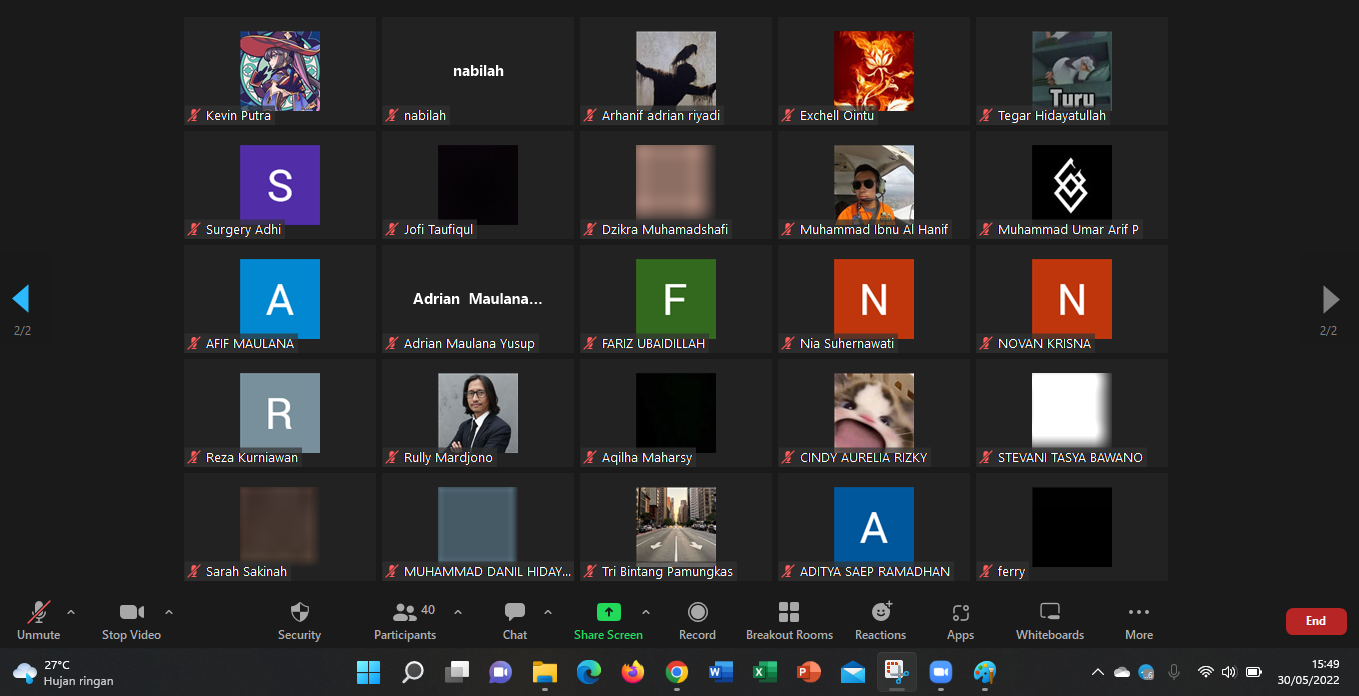 Kevin Putra
nabilah
nabilah
Arhanif adrian riyadi
Exchell Ointu
Turu
Tegar Hidayatullah
S
Surgery Adhi
Jofi Taufiqul
Dzikra Muhamadshafi
Muhammad Ibnu Al Hanif
Muhammad Umar Arif P
A
AFIF MAULANA
Adrian Maulana...
Adrian Maulana Yusup
F
FARIZ UBAIDILLAH
N
Nia Suhernawati
N
NOVAN KRISNA
2/2
2/2
R
Reza Kurniawan
Rully Mardjono
Aqilha Maharsy
CINDY AURELIA RIZKY
STEVANI TASYA BAWANO
Sarah Sakinah
MUHAMMAD DANIL HIDAY...
Tri Bintang Pamungkas
A
ADITYA SAEP RAMADHAN
ferry
Unmute
Stop Video
Security
Participants
40
Chat
Share Screen
Record
Breakout Rooms
Reactions
Apps
Whiteboards
More
End
27°C
Hujan ringan
15:49
30/05/2022